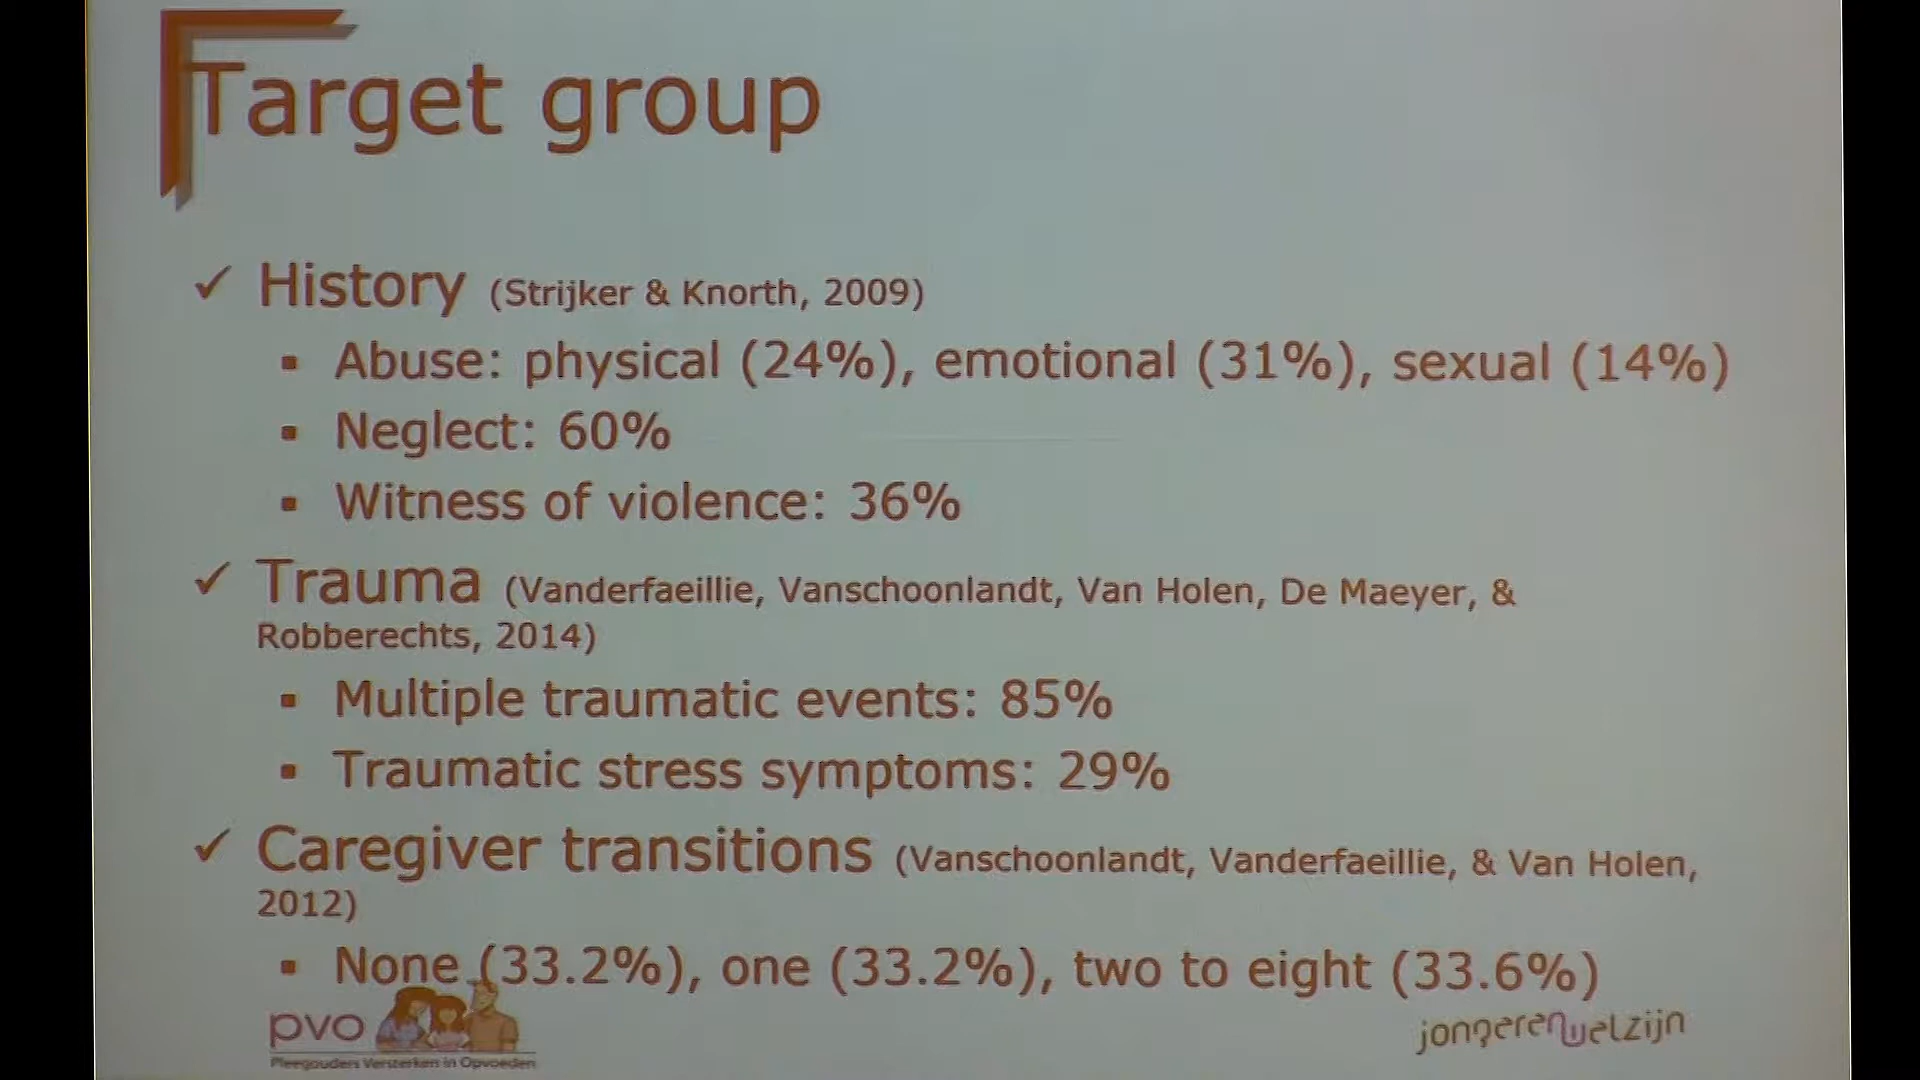 Target group
✓ History (Strijker & Knorth, 2009)
▪ Abuse: physical (24%), emotional (31%), sexual (14%)
▪ Neglect: 60%
▪ Witness of violence: 36%
✓ Trauma (Vanderfaeillie, Vanschoonlandt, Van Holen, De Maeyer, &
Robberechts, 2014)
▪ Multiple traumatic events: 85%
▪ Traumatic stress symptoms: 29%
✓ Caregiver transitions (Vanschoonlandt, Vanderfaeillie, & Van Holen,
2012)
▪ None (33.2%), one (33.2%), two to eight (33.6%)
pvo
Pleegouders Versterken in Opvoeden
jongerenwelzijn